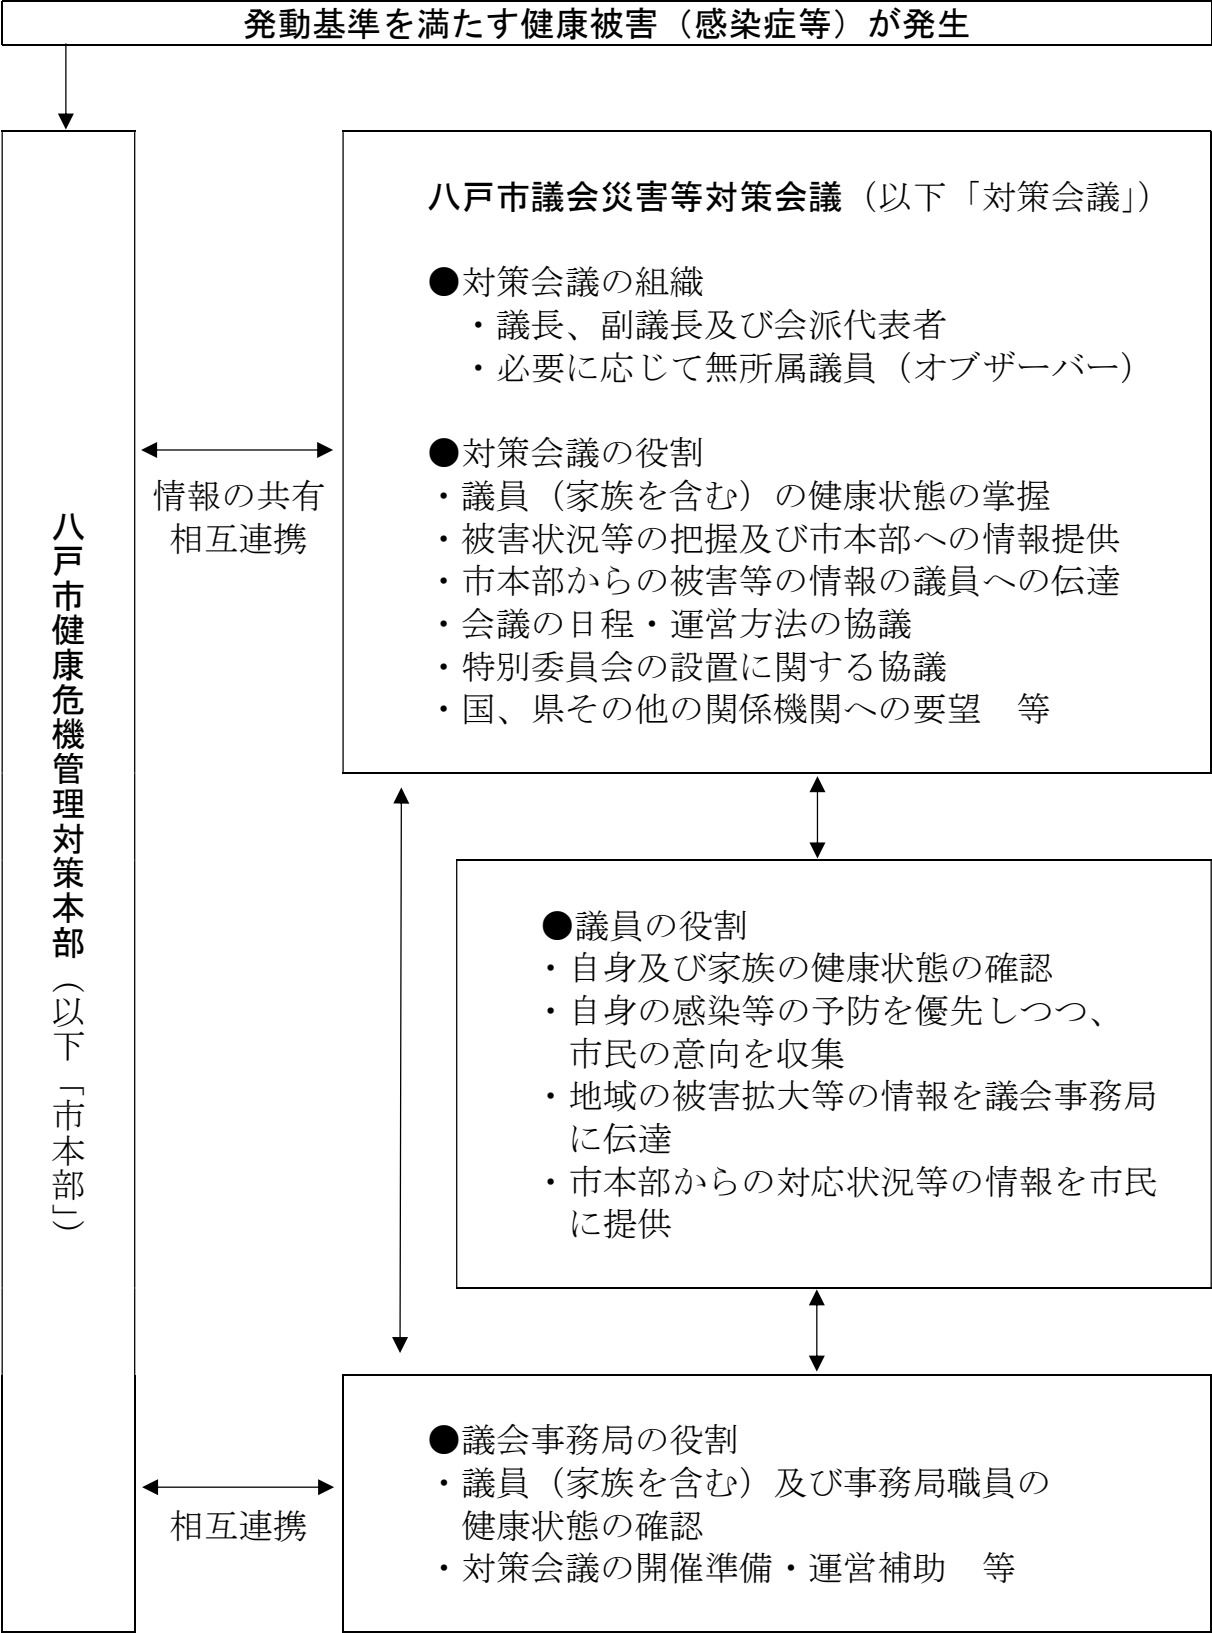 発動基準を満たす健康被害（感染症等）が発生
八戸市健康危機管理対策本部（以下「市本部」）
情報の共有
相互連携
八戸市議会災害等対策会議（以下「対策会議」）
●対策会議の組織
・議長、副議長及び会派代表者
・必要に応じて無所属議員（オブザーバー）
●対策会議の役割
・議員（家族を含む）の健康状態の掌握
・被害状況等の把握及び市本部への情報提供
・市本部からの被害等の情報の議員への伝達
・会議の日程・運営方法の協議
・特別委員会の設置に関する協議
・国、県その他の関係機関への要望　等
●議員の役割
・自身及び家族の健康状態の確認
・自身の感染等の予防を優先しつつ、
市民の意向を収集
・地域の被害拡大等の情報を議会事務局
に伝達
・市本部からの対応状況等の情報を市民
に提供
相互連携
●議会事務局の役割
・議員（家族を含む）及び事務局職員の
健康状態の確認
・対策会議の開催準備・運営補助　等